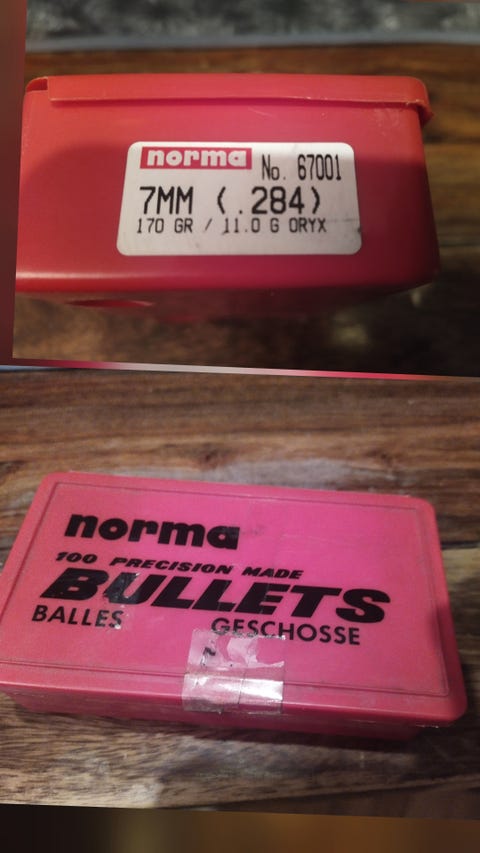 norma No. 67001
7MM (.284)
170 GR / 11.0 G ORYX
norma
100 PRECISION MADE
BULLETS
BALLES GESCHOSSE